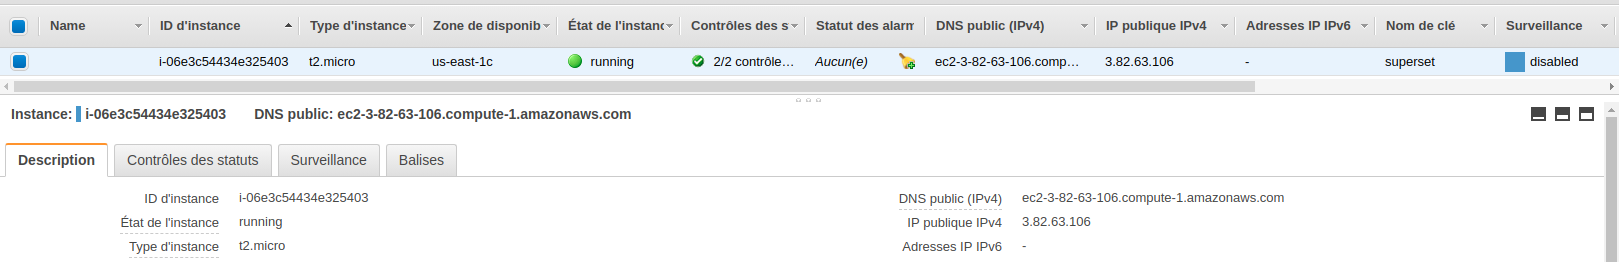 Name ID d'instance Type d'instance Zone de disponib État de l'instanc Contrôles des s Statut des alarm DNS public (IPv4) IP publique IPv4 Adresses IP IPv6 Nom de clé Surveillance
i-06e3c54434e325403 t2.micro us-east-1c running 2/2 contrôle… Aucun(e) ec2-3-82-63-106.comp… 3.82.63.106 - superset disabled
Instance: i-06e3c54434e325403 DNS public: ec2-3-82-63-106.compute-1.amazonaws.com
Description Contrôles des statuts Surveillance Balises
ID d'instance i-06e3c54434e325403 DNS public (IPv4) ec2-3-82-63-106.compute-1.amazonaws.com
État de l'instance running IP publique IPv4 3.82.63.106
Type d'instance t2.micro Adresses IP IPv6 -